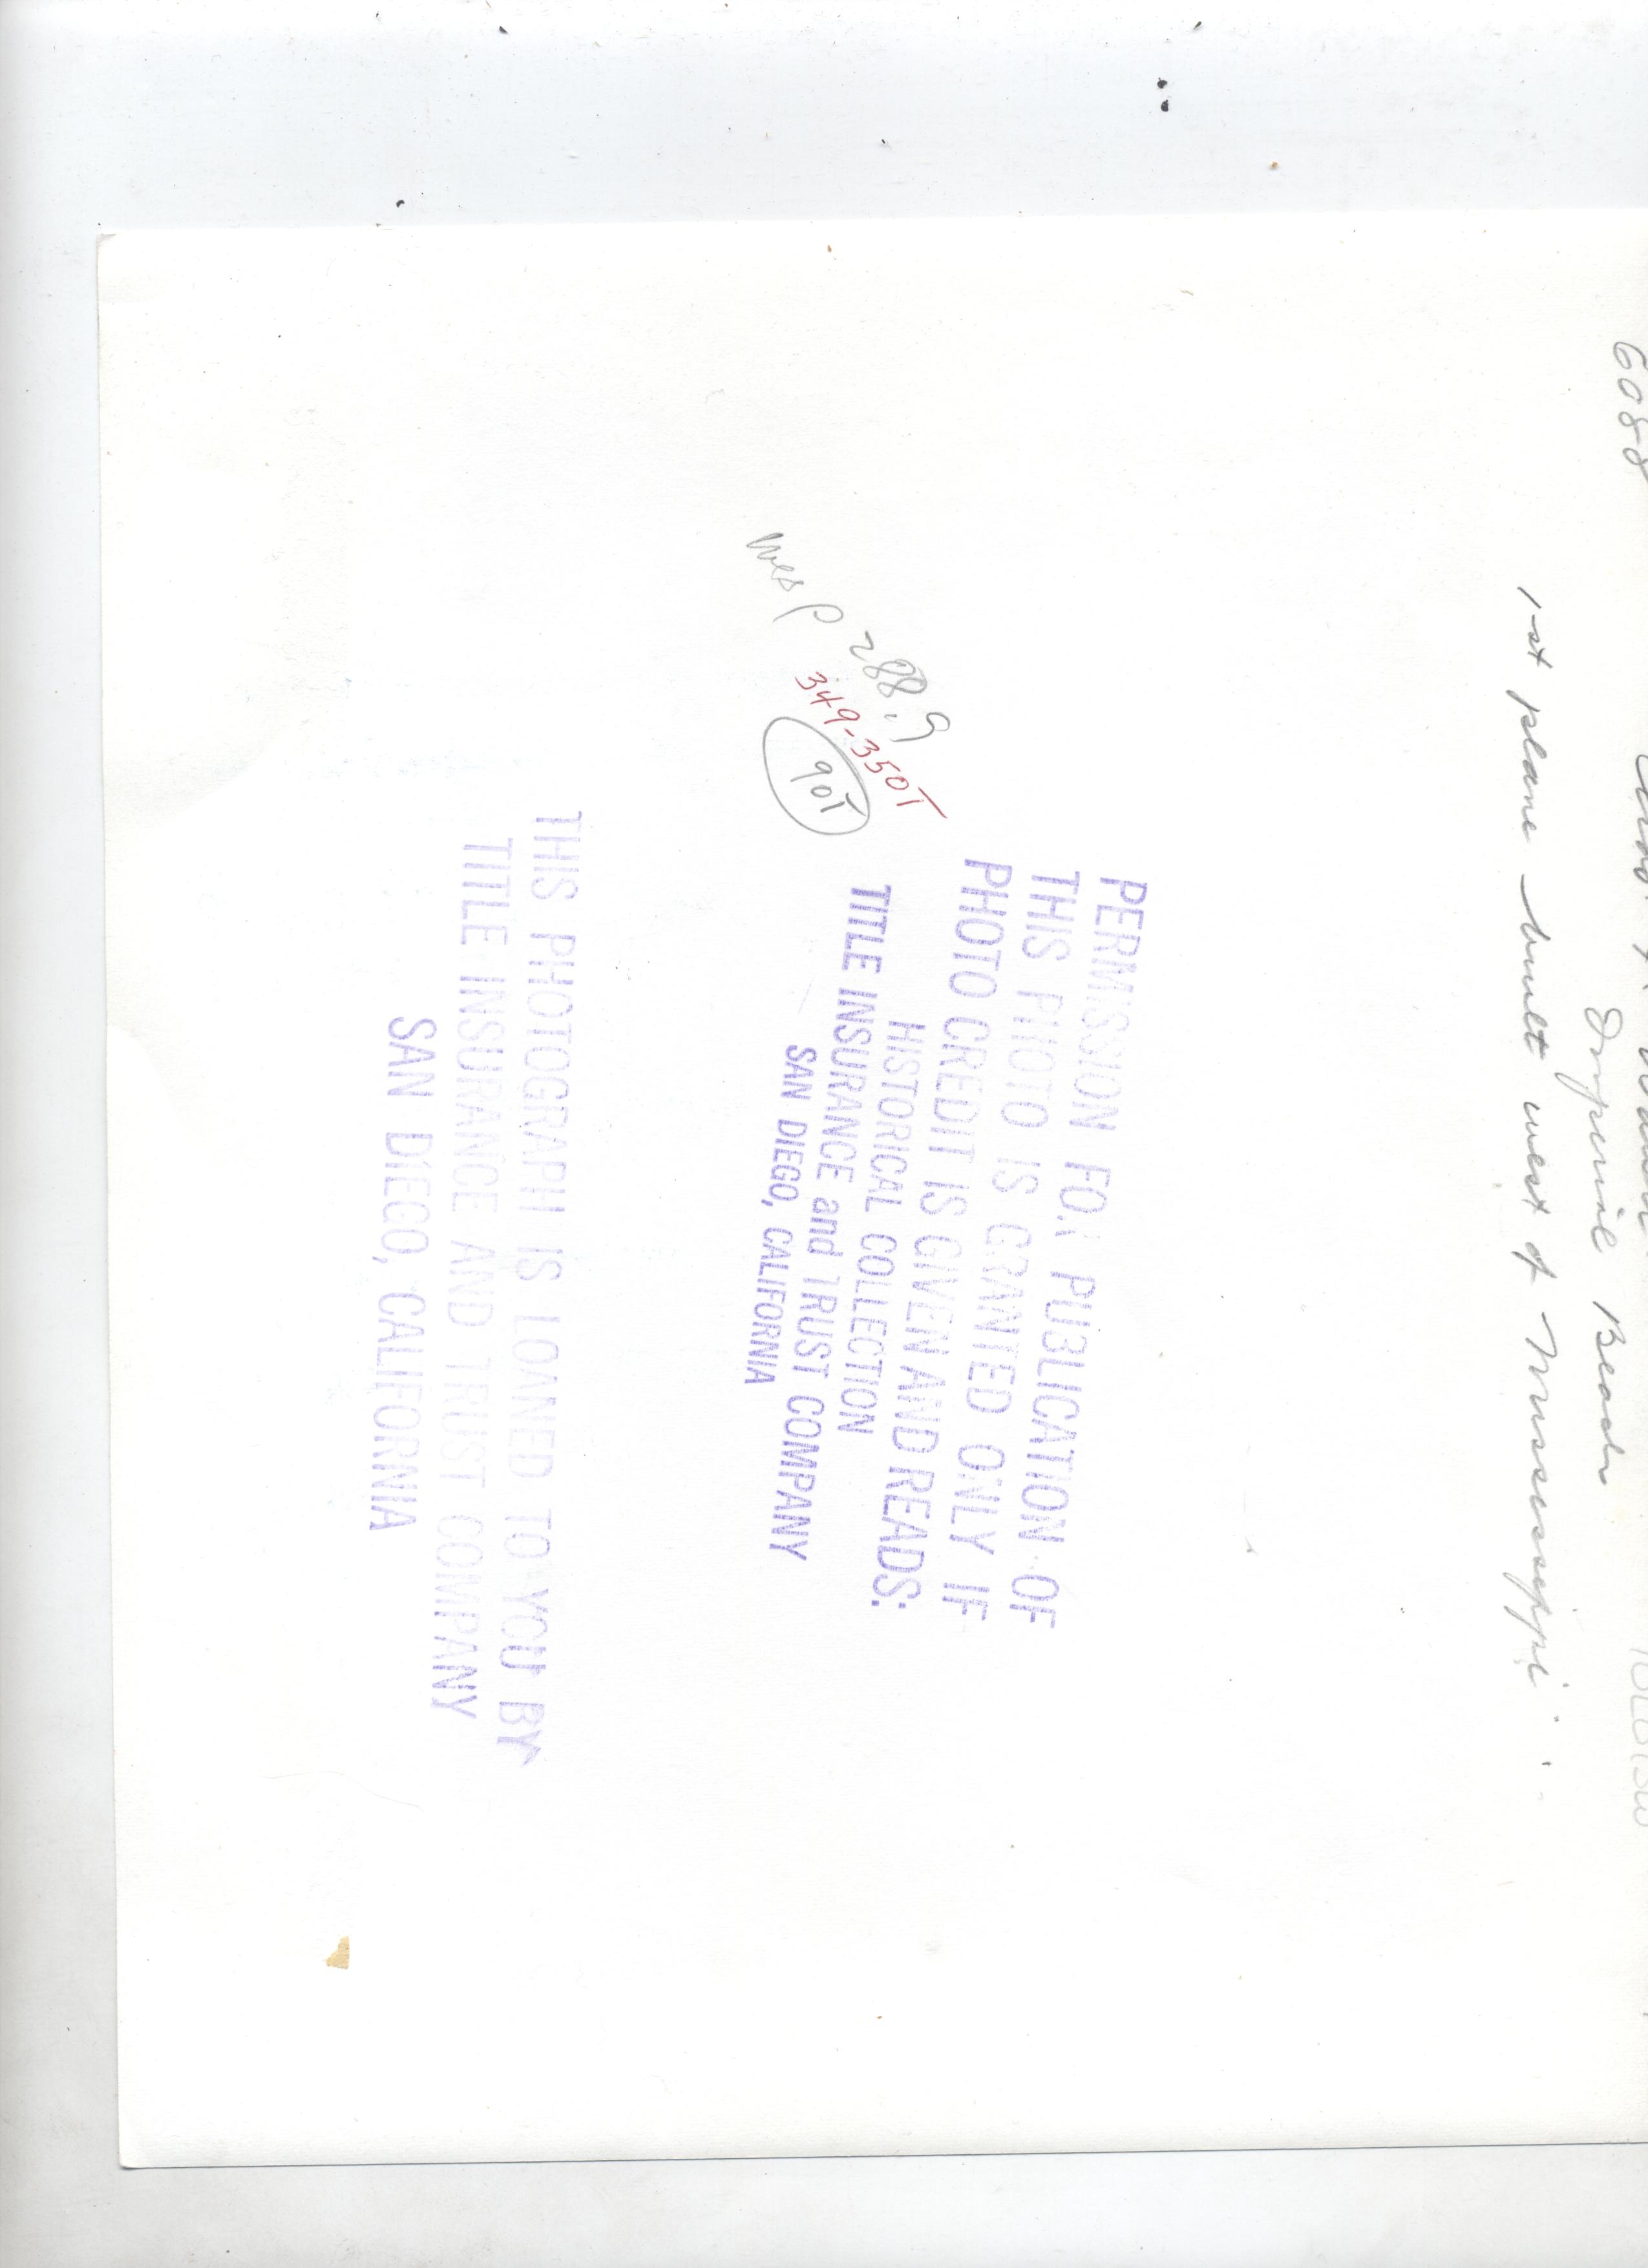 6088
Imperial Beach
1st plane built west of Mississippi
PERMISSION FOR PUBLICATION OF
THIS PHOTO IS GRANTED ONLY IF
PHOTO CREDIT IS GIVEN AND READS:
HISTORICAL COLLECTION
TITLE INSURANCE and TRUST COMPANY
SAN DIEGO, CALIFORNIA
P 288.9
349-350T
90T
THIS PHOTOGRAPH IS LOANED TO YOU BY
TITLE INSURANCE AND TRUST COMPANY
SAN DIEGO, CALIFORNIA